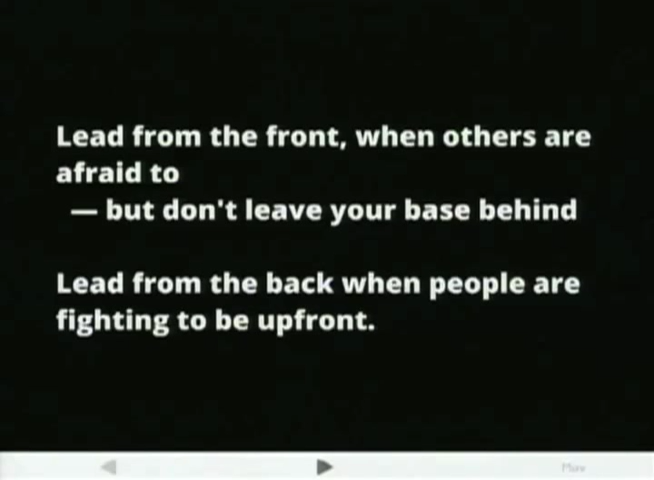 Lead from the front, when others are
afraid to
— but don't leave your base behind
Lead from the back when people are
fighting to be upfront.
More